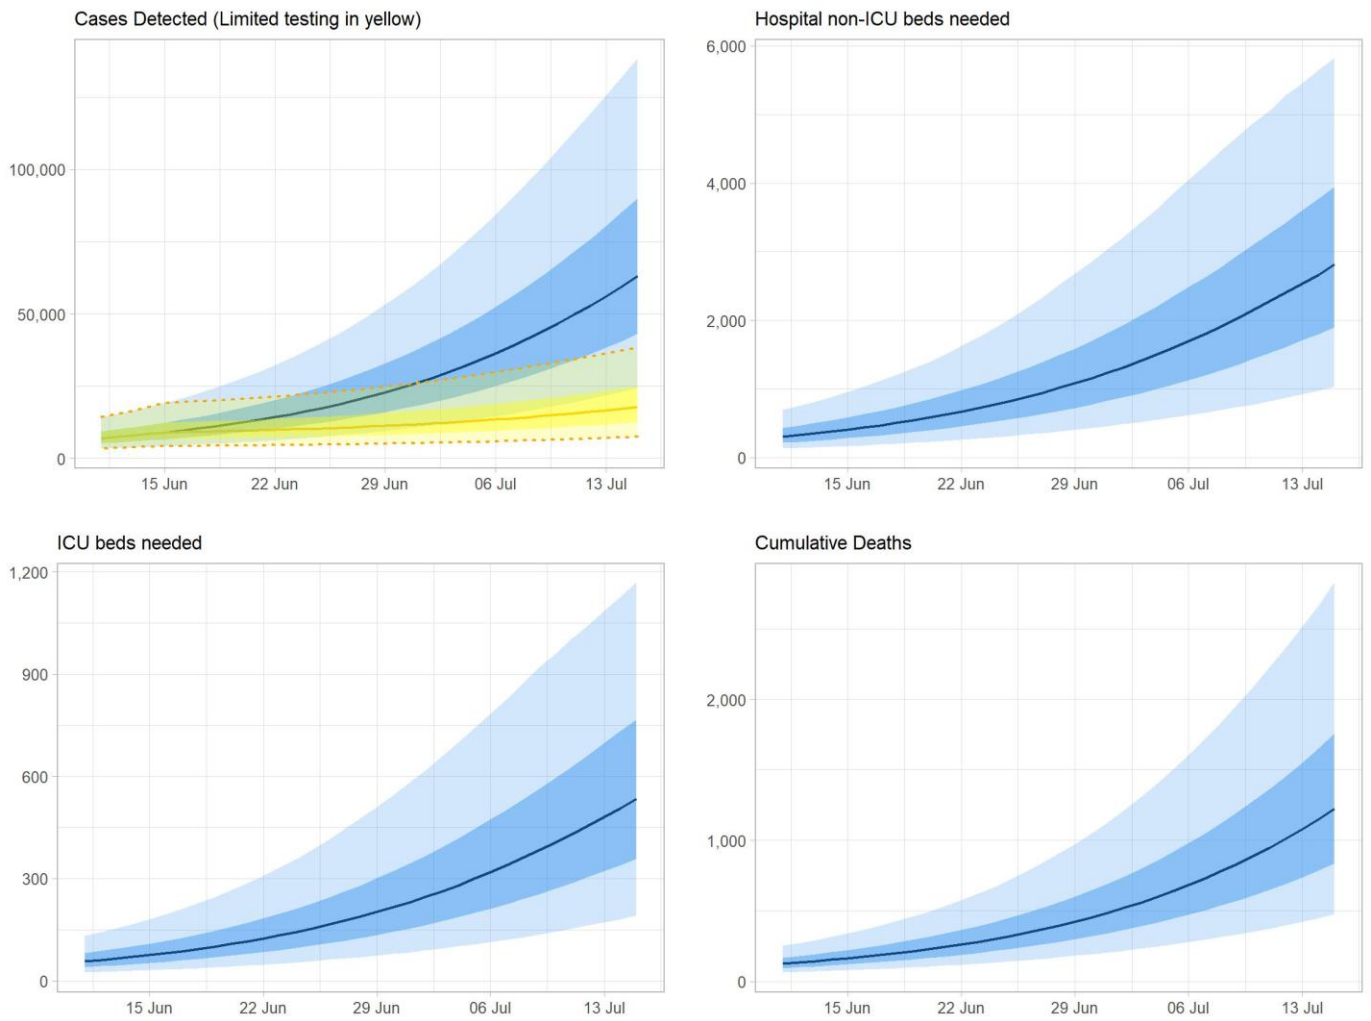 Cases Detected (Limited testing in yellow)
100,000
50,000
0
15 Jun 22 Jun 29 Jun 06 Jul 13 Jul
Hospital non-ICU beds needed
6,000
4,000
2,000
0
15 Jun 22 Jun 29 Jun 06 Jul 13 Jul
ICU beds needed
1,200
900
600
300
0
15 Jun 22 Jun 29 Jun 06 Jul 13 Jul
Cumulative Deaths
2,000
1,000
0
15 Jun 22 Jun 29 Jun 06 Jul 13 Jul